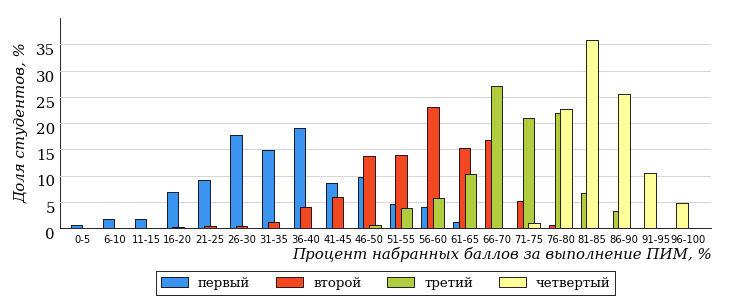 Доля студентов, %
35
30
25
20
15
10
5
0
0-5 6-10 11-15 16-20 21-25 26-30 31-35 36-40 41-45 46-50 51-55 56-60 61-65 66-70 71-75 76-80 81-85 86-90 91-95 96-100
Процент набранных баллов за выполнение ПИМ, %
первый второй третий четвертый